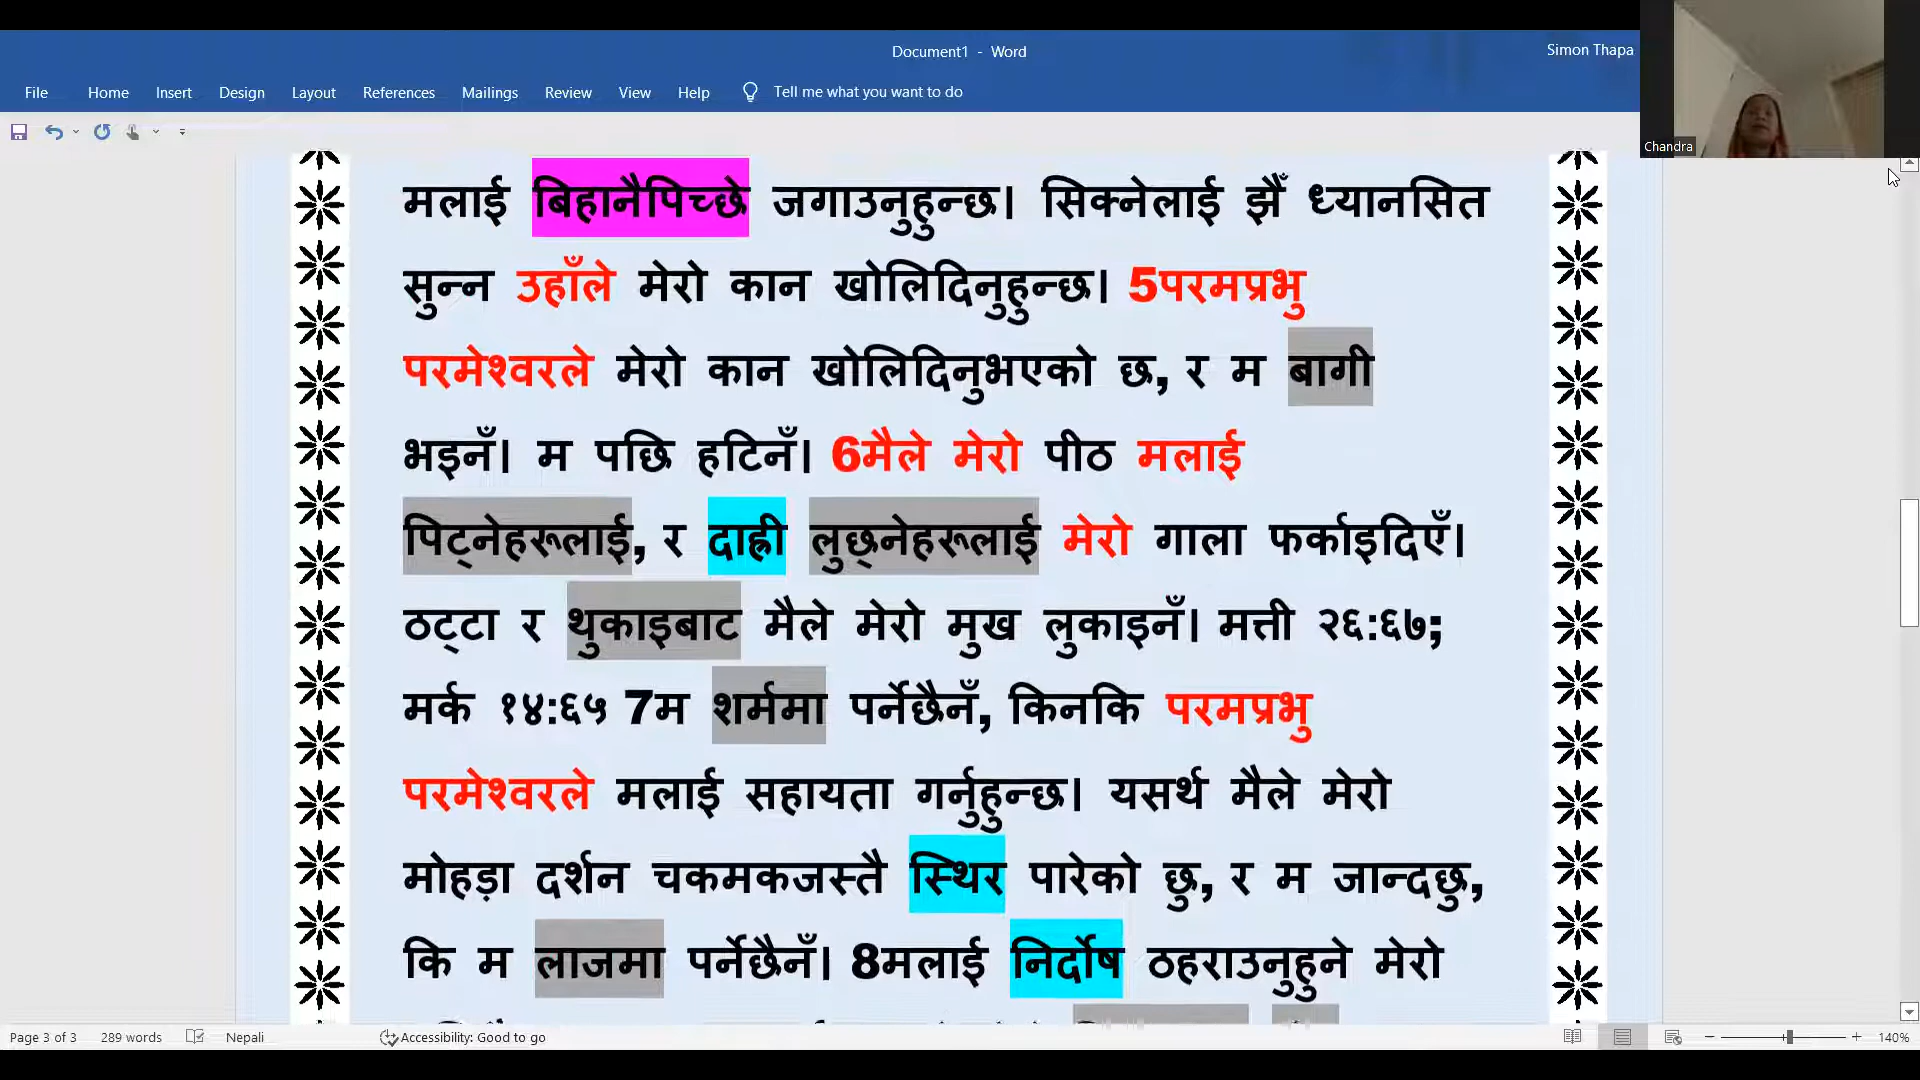 Document1 - Word
Simon Thapa
File Home Insert Design Layout References Mailings Review View Help Tell me what you want to do
Chandra
मलाई बिहानैपिच्छे जगाउनुहुन्छ। सिक्नेलाई झैँ ध्यानसित
सुन्न उहाँले मेरो कान खोलिदिनुहुन्छ। 5परमप्रभु
परमेश्वरले मेरो कान खोलिदिनुभएको छ, र म बागी
भइनँ। म पछि हटिनँ। 6मैले मेरो पीठ मलाई
पिट्नेहरूलाई, र दाह्री लुछ्नेहरूलाई मेरो गाला फर्काइदिएँ।
ठट्टा र थुकाइबाट मैले मेरो मुख लुकाइनँ। मत्ती २६:६७;
मर्क १४:६५ 7म शर्ममा पर्नेछैनँ, किनकि परमप्रभु
परमेश्वरले मलाई सहायता गर्नुहुन्छ। यसर्थ मैले मेरो
मोहड़ा दर्शन चकमकजस्तै स्थिर पारेको छु, र म जान्दछु,
कि म लाजमा पर्नेछैनँ। 8मलाई निर्दोष ठहराउनुहुने मेरो
Page 3 of 3 289 words Nepali Accessibility: Good to go 140%